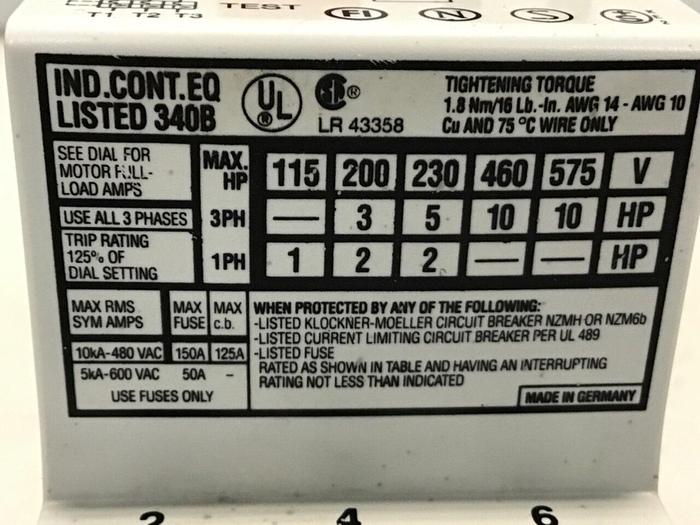 T1 T2 T3 TEST FI N S S
IND.CONT.EQ
LISTED 340B
UL
®
®
LR 43358
TIGHTENING TORQUE
1.8 Nm/16 Lb.-In. AWG 14 - AWG 10
Cu AND 75 °C WIRE ONLY
SEE DIAL FOR
MOTOR FULL-
LOAD AMPS
MAX.
HP
115 200 230 460 575 V
USE ALL 3 PHASES
3PH — 3 5 10 10 HP
TRIP RATING
125% OF
DIAL SETTING
1PH 1 2 2 — — HP
MAX RMS
SYM AMPS
MAX
FUSE
MAX
c.b.
10kA-480 VAC 150A 125A
5kA-600 VAC 50A –
USE FUSES ONLY
WHEN PROTECTED BY ANY OF THE FOLLOWING:
-LISTED KLOCKNER-MOELLER CIRCUIT BREAKER NZMH OR NZM6b
-LISTED CURRENT LIMITING CIRCUIT BREAKER PER UL 489
-LISTED FUSE
RATED AS SHOWN IN TABLE AND HAVING AN INTERRUPTING
RATING NOT LESS THAN INDICATED
MADE IN GERMANY
2 4 6